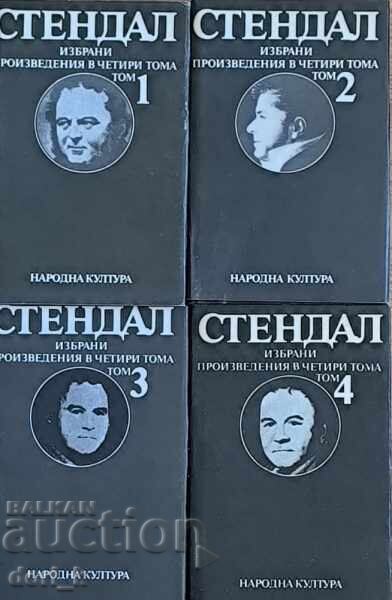 СТЕНДАЛ
ИЗБРАНИ
ПРОИЗВЕДЕНИЯ В ЧЕТИРИ ТОМА
ТОМ 1
НАРОДНА КУЛТУРА
СТЕНДАЛ
ИЗБРАНИ
ПРОИЗВЕДЕНИЯ В ЧЕТИРИ ТОМА
ТОМ 2
НАРОДНА КУЛТУРА
СТЕНДАЛ
ИЗБРАНИ
ПРОИЗВЕДЕНИЯ В ЧЕТИРИ ТОМА
ТОМ 3
НАРОДНА КУЛТУРА
СТЕНДАЛ
ИЗБРАНИ
ПРОИЗВЕДЕНИЯ В ЧЕТИРИ ТОМА
ТОМ 4
НАРОДНА КУЛТУРА
BALKAN
auction
dori_b